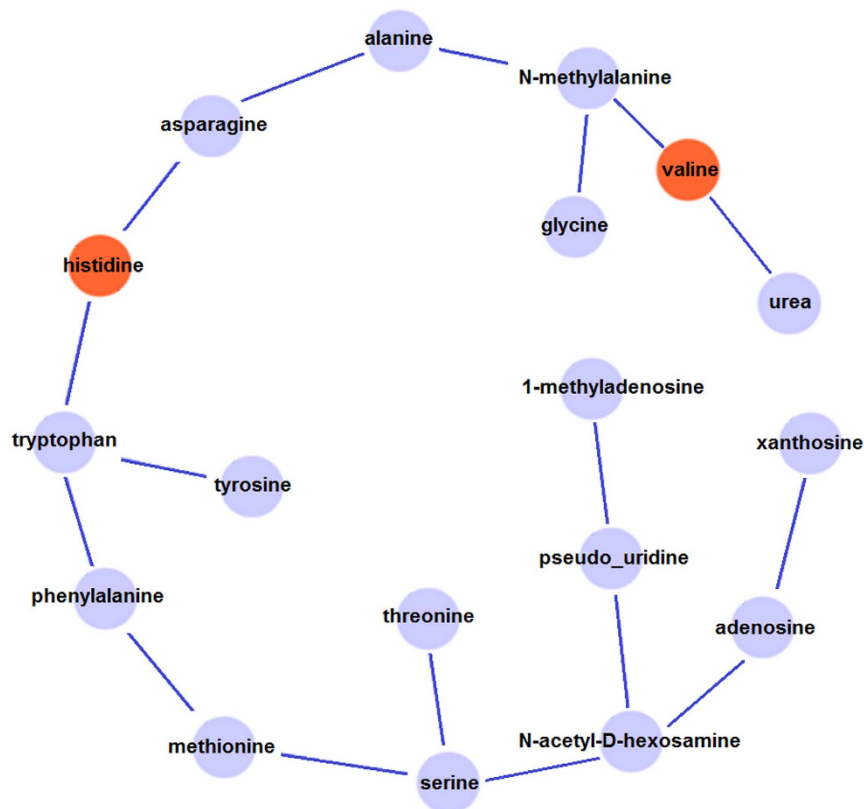 alanine
N-methylalanine
asparagine
valine
glycine
histidine
urea
1-methyladenosine
tryptophan
xanthosine
tyrosine
pseudo_uridine
phenylalanine
threonine
adenosine
N-acetyl-D-hexosamine
methionine
serine